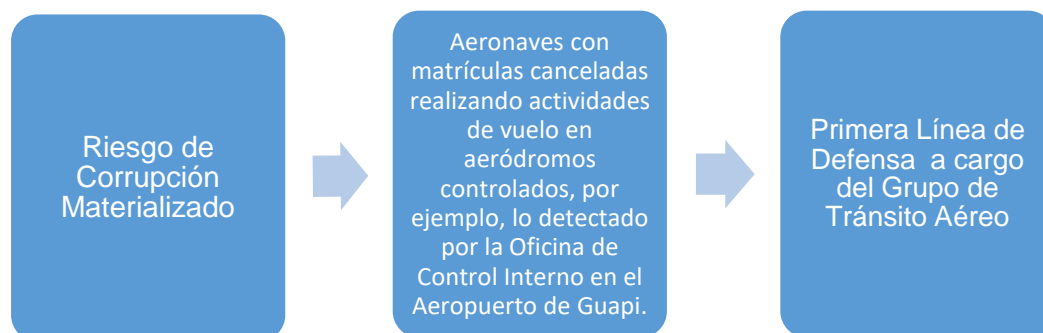 Riesgo de
Corrupción
Materializado
Aeronaves con
matrículas canceladas
realizando actividades
de vuelo en
aeródromos
controlados, por
ejemplo, lo detectado
por la Oficina de
Control Interno en el
Aeropuerto de Guapi.
Primera Línea de
Defensa a cargo
del Grupo de
Tránsito Aéreo